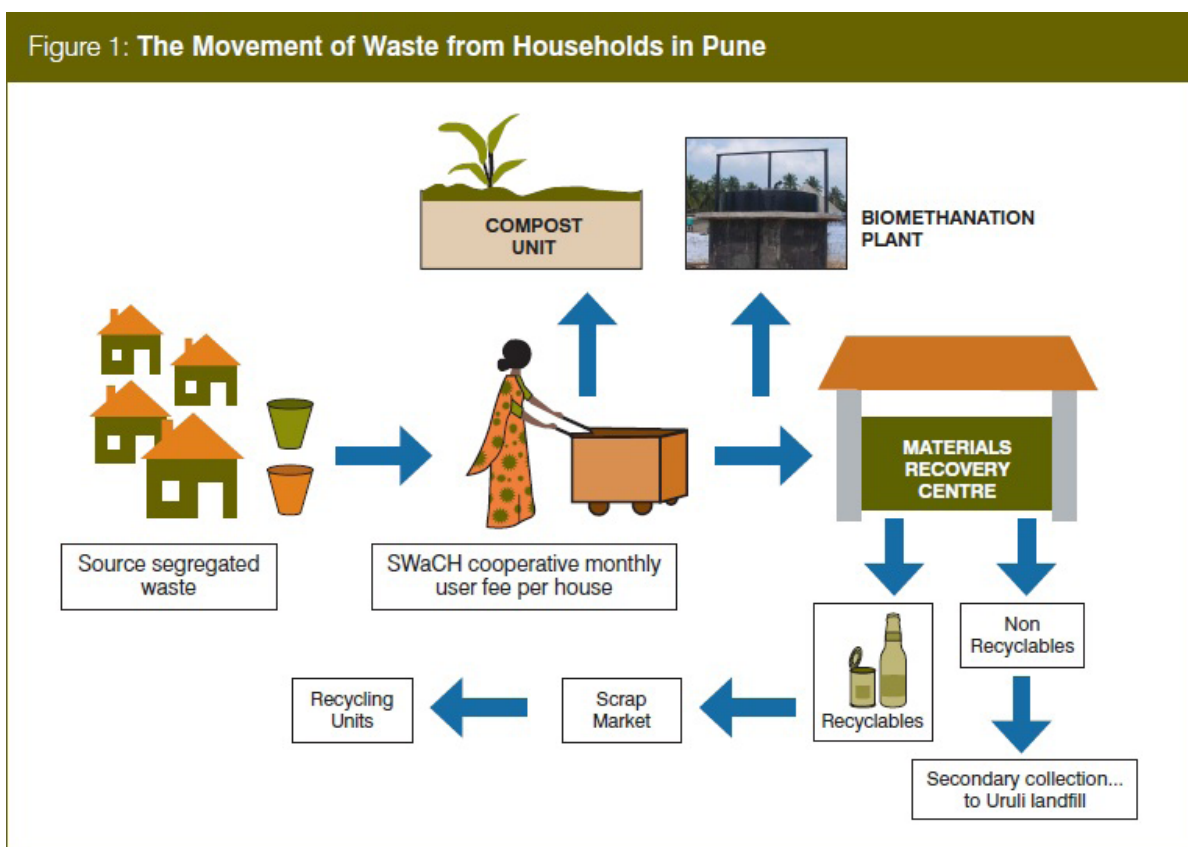 Figure 1: The Movement of Waste from Households in Pune
COMPOST
UNIT
BIOMETHANATION
PLANT
MATERIALS
RECOVERY
CENTRE
Source segregated
waste
SWaCH cooperative monthly
user fee per house
Non
Recyclables
Recyclables
Scrap
Market
Recycling
Units
Secondary collection...
to Uruli landfill